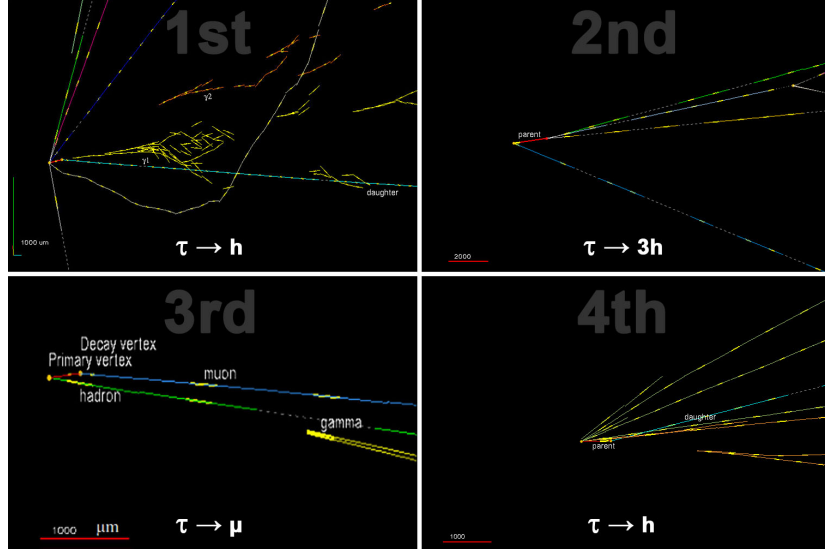 1st
γ2
γ1
daughter
1000 um
τ → h
2nd
parent
2000
τ → 3h
3rd
Decay vertex
Primary vertex
muon
hadron
gamma
1000 μm
τ → μ
4th
daughter
parent
1000
τ → h